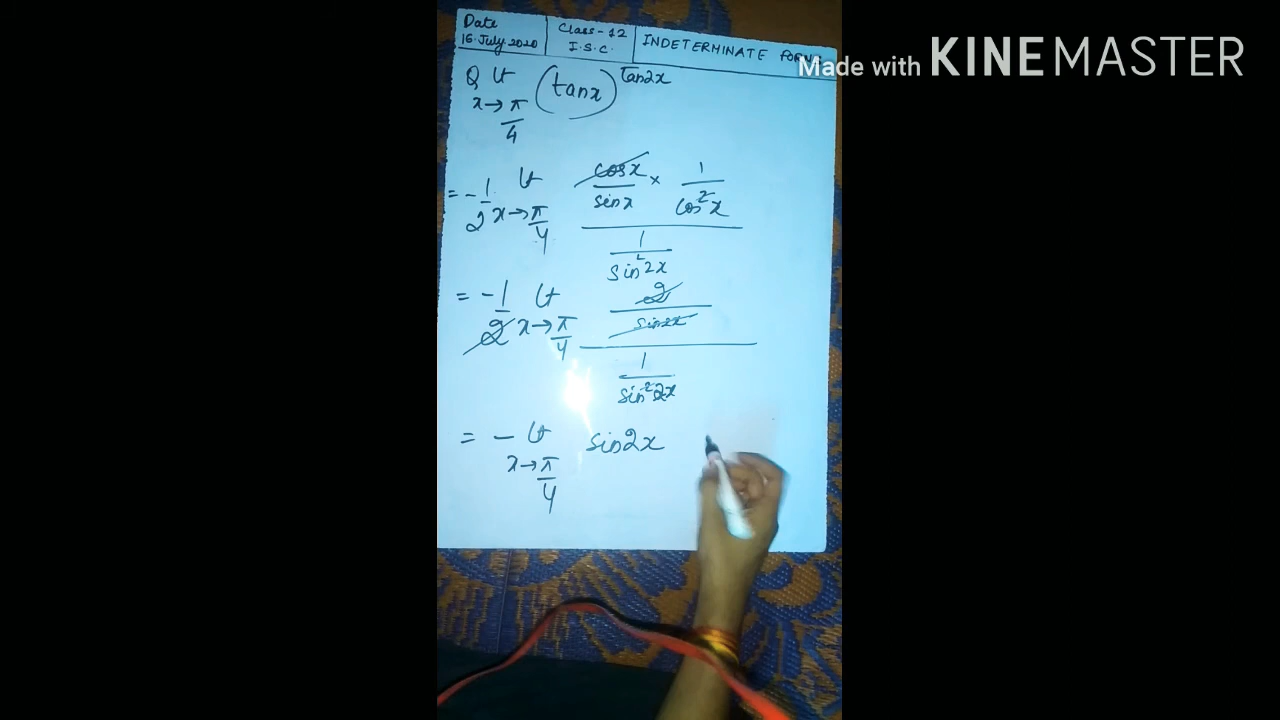 Date
16 July 2020
Class-12
I.S.C.
INDETERMINATE FORMS
Made with KINEMASTER
Q Lt x→π/4 (tanx)^tan2x
= -1/2 Lt x→π/4 (cosx/sinx × 1/cos²x)/(1/sin²2x)
= -1/2 Lt x→π/4 (2/sin2x)/(1/sin²2x)
= - Lt x→π/4 sin2x